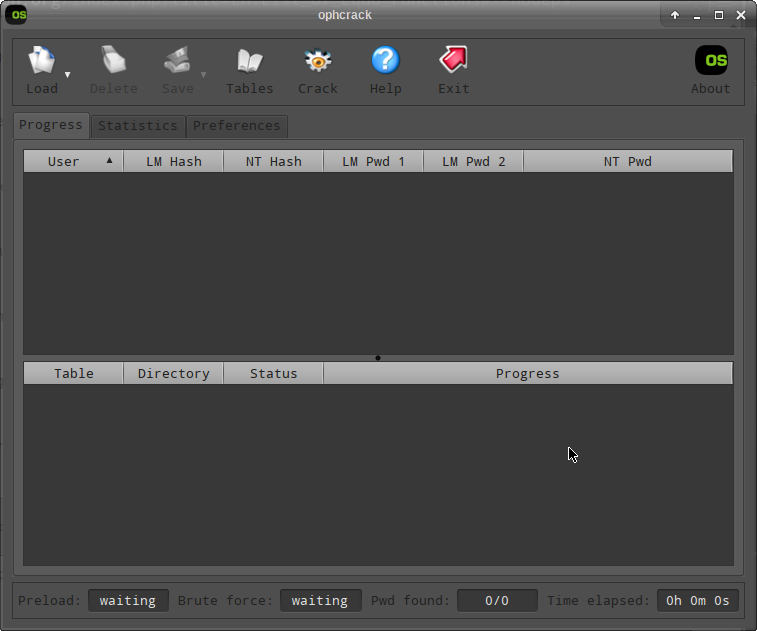 ophcrack
OS
Load Delete Save Tables Crack Help Exit OS About
Progress Statistics Preferences
User LM Hash NT Hash LM Pwd 1 LM Pwd 2 NT Pwd
Table Directory Status Progress
Preload: waiting Brute force: waiting Pwd found: 0/0 Time elapsed: 0h 0m 0s